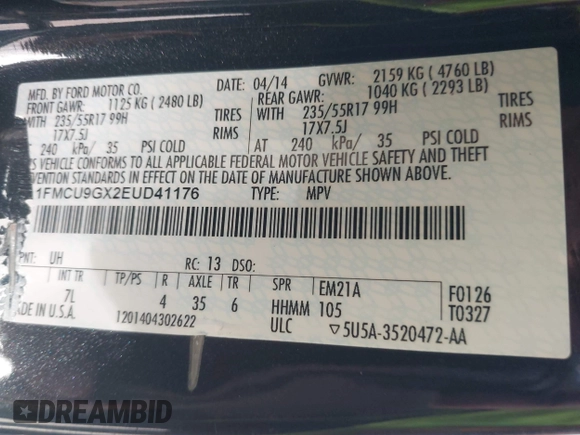 MFD. BY FORD MOTOR CO. DATE: 04/14 GVWR: 2159 KG ( 4760 LB)
FRONT GAWR: 1125 KG ( 2480 LB) REAR GAWR: 1040 KG ( 2293 LB)
WITH 235/55R17 99H TIRES WITH 235/55R17 99H TIRES
17X7.5J RIMS 17X7.5J RIMS
240 kPa/ 35 PSI COLD AT 240 kPa/ 35 PSI COLD
VEHICLE CONFORMS TO ALL APPLICABLE FEDERAL MOTOR VEHICLE SAFETY AND THEFT
PREVENTION STANDARDS IN EFFECT ON THE DATE OF MANUFACTURE SHOWN ABOVE.
1FMCU9GX2EUD41176 TYPE: MPV
PNT: UH RC: 13 DSO:
INT TR TP/PS R AXLE TR SPR EM21A F0126
7L 4 35 6 HHMM 105 T0327
IN U.S.A. 1201404302622 ULC ▽5U5A-3520472-AA
DREAMBID